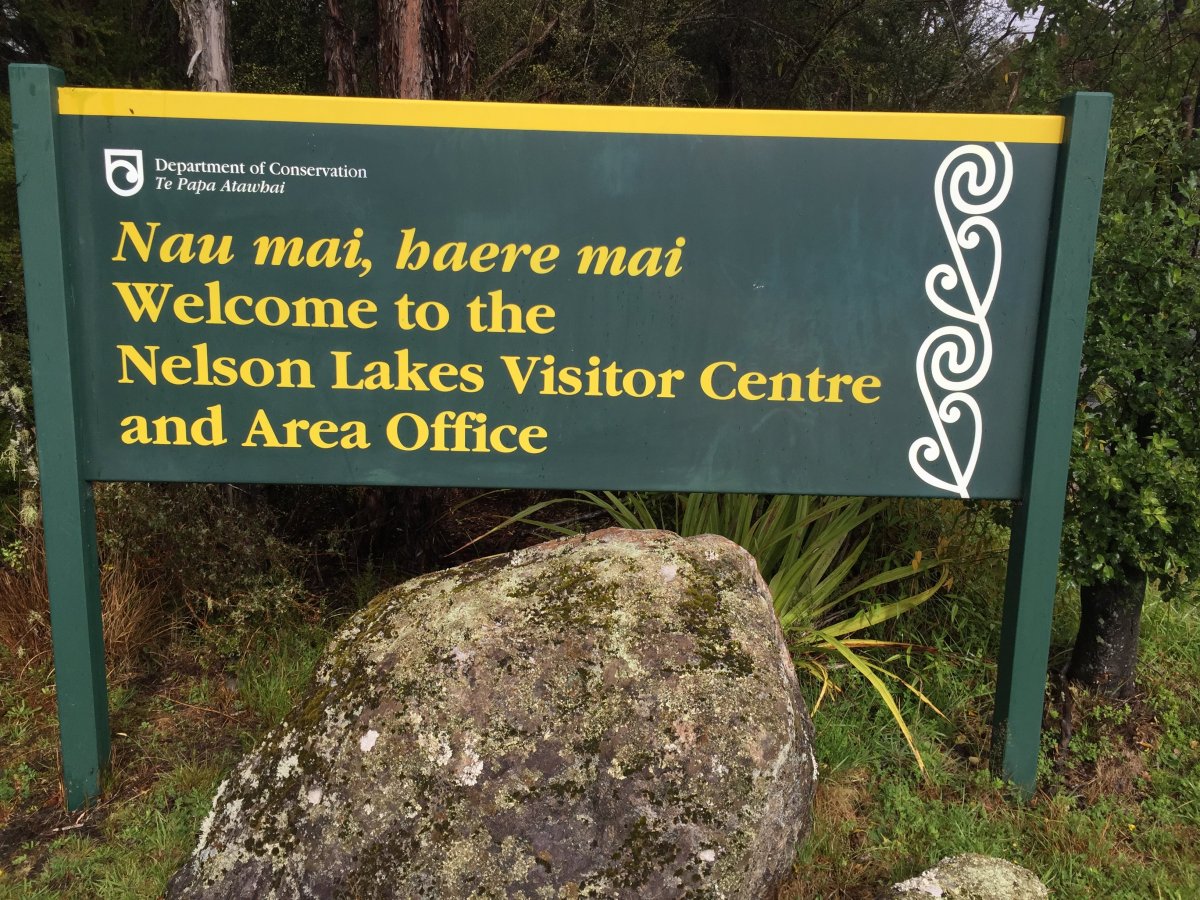 Department of Conservation
Te Papa Atawhai
Nau mai, haere mai
Welcome to the
Nelson Lakes Visitor Centre
and Area Office